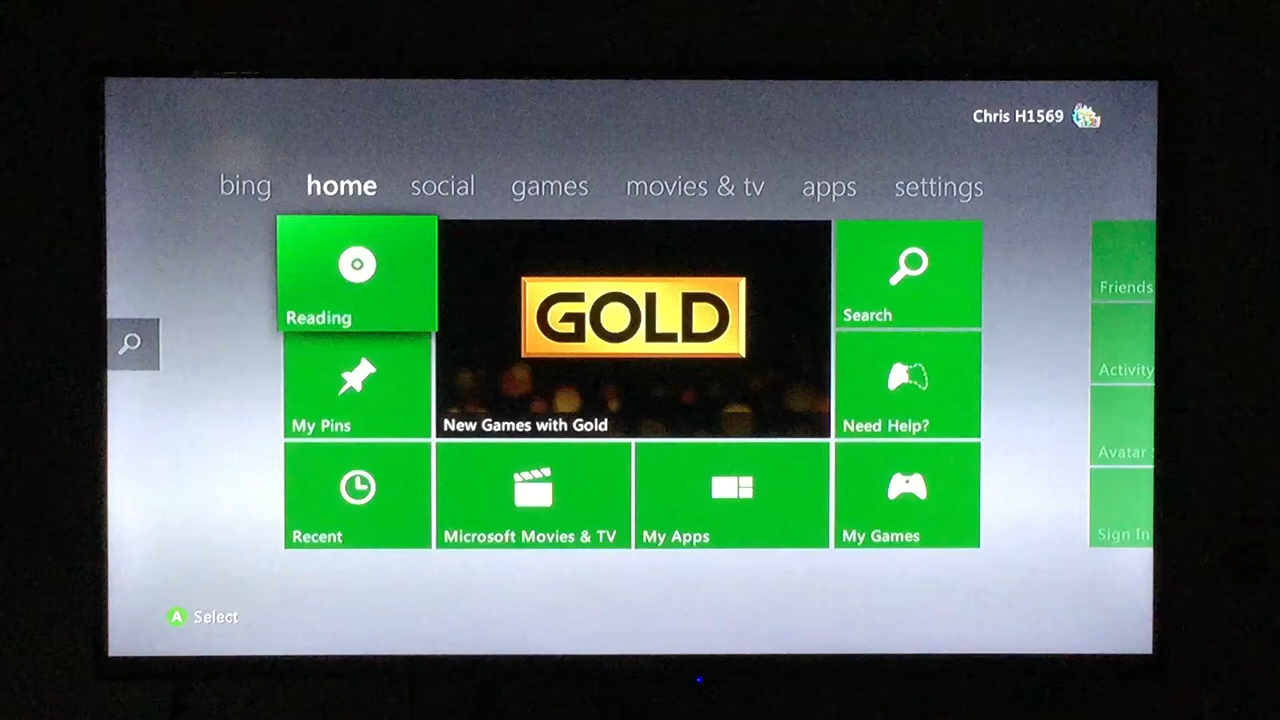 Chris H1569
bing home social games movies & tv apps settings
Reading
GOLD
New Games with Gold
Search
My Pins
Need Help?
Recent
Microsoft Movies & TV
My Apps
My Games
Friends
Activity
Avatar
Sign In
A Select